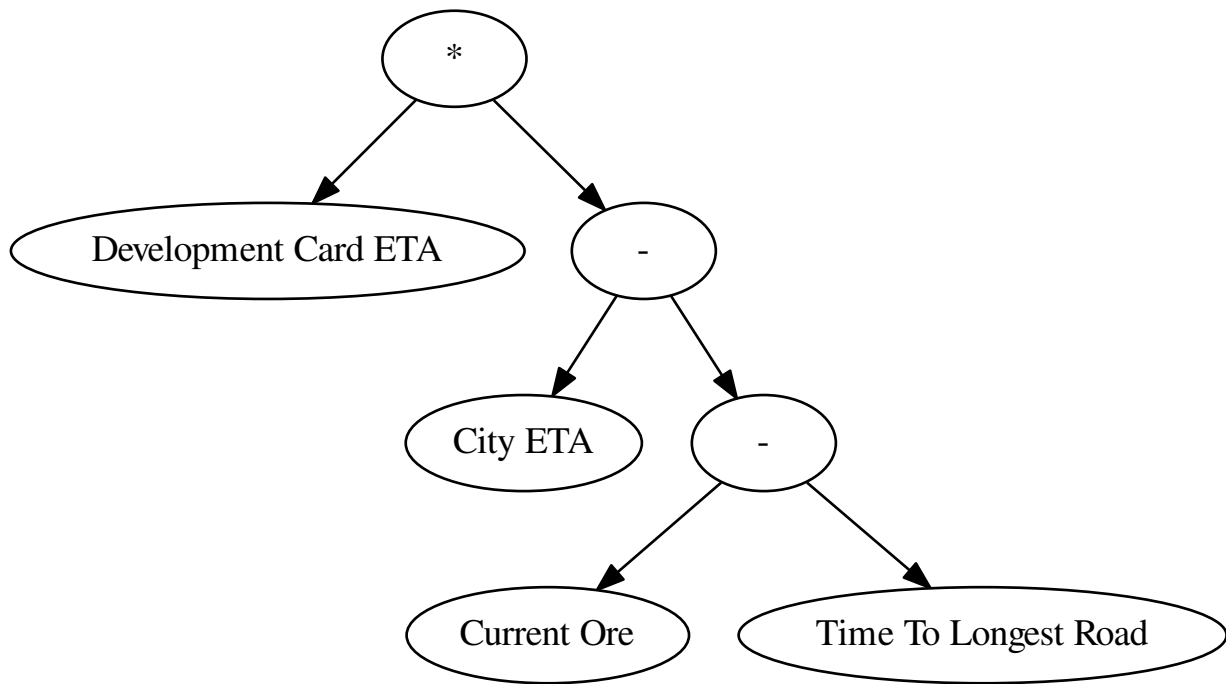 *
Development Card ETA
-
City ETA
-
Current Ore
Time To Longest Road